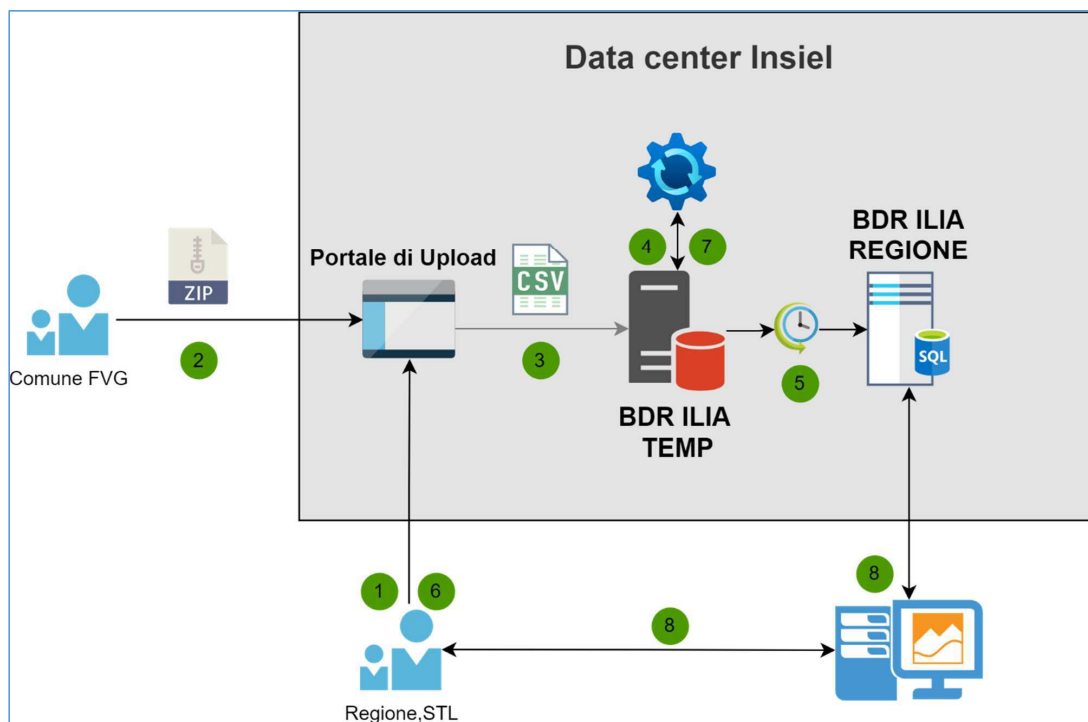 Data center Insiel
4
7
BDR ILIA
REGIONE
Portale di Upload
CSV
ZIP
SQL
2
3
5
Comune FVG
BDR ILIA
TEMP
1
6
8
8
Regione,STL